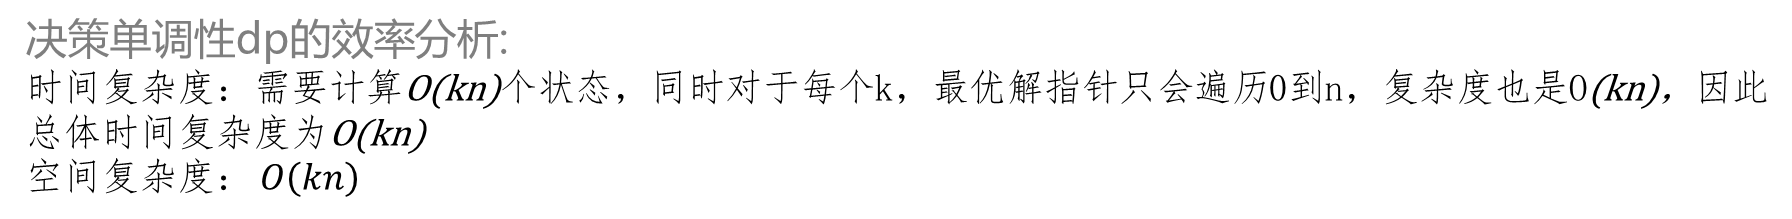 决策单调性dp的效率分析:
时间复杂度：需要计算O(kn)个状态，同时对于每个k，最优解指针只会遍历0到n，复杂度也是O(kn)，因此
总体时间复杂度为O(kn)
空间复杂度：O(kn)